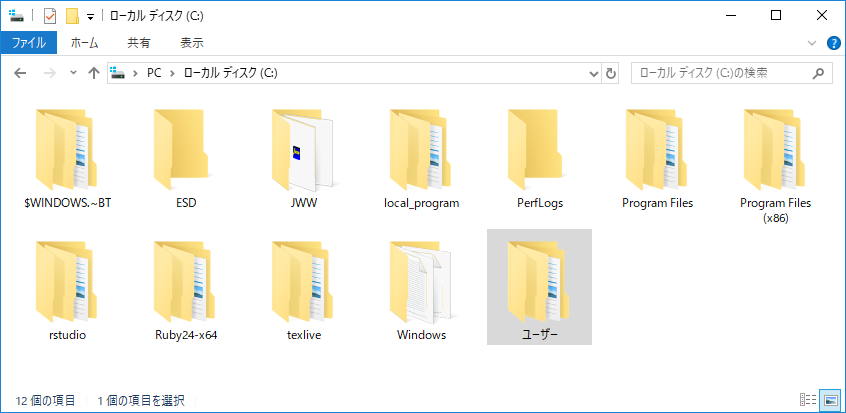 ローカル ディスク (C:)
ファイル ホーム 共有 表示
PC ローカル ディスク (C:) ローカル ディスク (C:)の検索
$WINDOWS.~BT ESD JWW local_program PerfLogs Program Files Program Files
(x86)
rstudio Ruby24-x64 texlive Windows ユーザー
12 個の項目 1 個の項目を選択